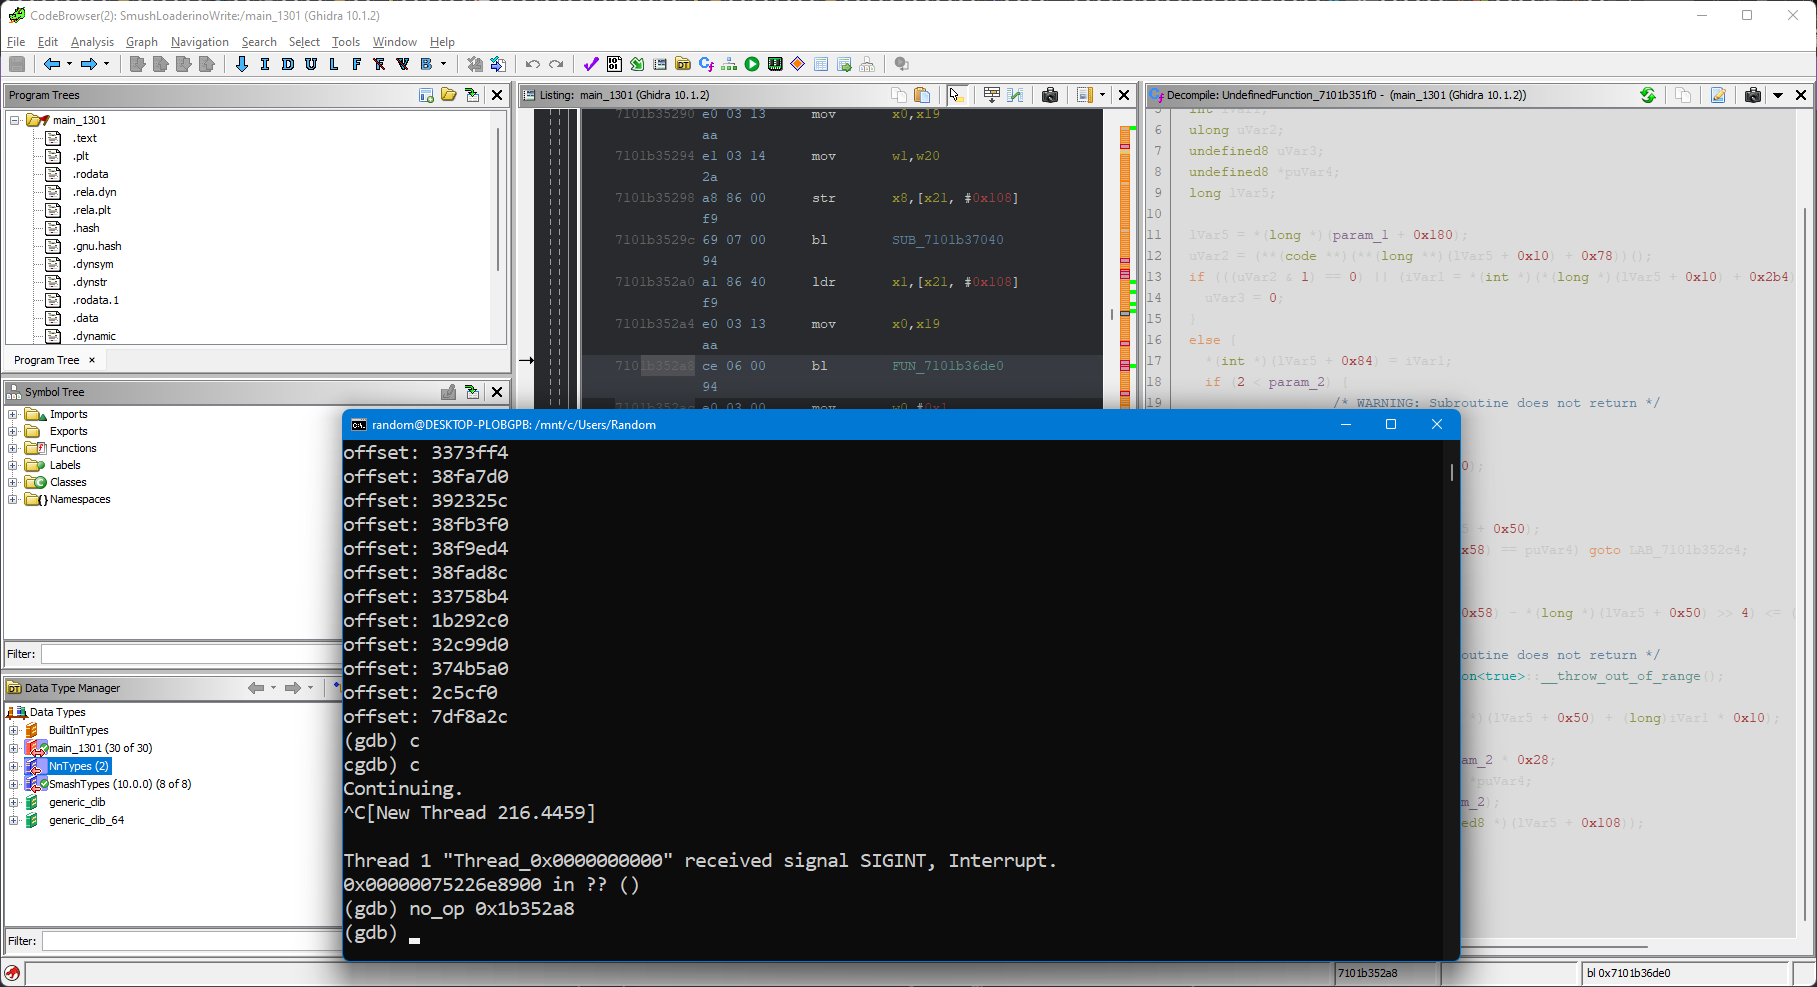 CodeBrowser(2): SmushLoaderinoWrite:/main_1301 (Ghidra 10.1.2)
File Edit Analysis Graph Navigation Search Select Tools Window Help
I D U L F B
Program Trees
main_1301
.text
.plt
.rodata
.rela.dyn
.rela.plt
.hash
.gnu.hash
.dynsym
.dynstr
.rodata.1
.data
.dynamic
Program Tree ×
Symbol Tree
Imports
Exports
Functions
Labels
Classes
Namespaces
Filter:
Data Type Manager
Data Types
BuiltInTypes
main_1301 (30 of 30)
NnTypes (2)
SmashTypes (10.0.0) (8 of 8)
generic_clib
generic_clib_64
Filter:
Listing: main_1301 (Ghidra 10.1.2)
7101b35290 e0 03 13 mov x0,x19
aa
7101b35294 e1 03 14 mov w1,w20
2a
7101b35298 a8 86 00 str x8,[x21, #0x108]
f9
7101b3529c 69 07 00 bl SUB_7101b37040
94
7101b352a0 a1 86 40 ldr x1,[x21, #0x108]
f9
7101b352a4 e0 03 13 mov x0,x19
aa
7101b352a8 ce 06 00 bl FUN_7101b36de0
94
7101b352ac e0 03 00 mov w0,#0x1
Decompile: UndefinedFunction_7101b351f0 - (main_1301 (Ghidra 10.1.2))
5 int iVar1;
6 ulong uVar2;
7 undefined8 uVar3;
8 undefined8 *puVar4;
9 long lVar5;
10
11 lVar5 = *(long *)(param_1 + 0x180);
12 uVar2 = (**(code **)(**(long **)(lVar5 + 0x10) + 0x78))();
13 if (((uVar2 & 1) == 0) || (iVar1 = *(int *)(*(long *)(lVar5 + 0x10) + 0x2b4)
14 uVar3 = 0;
15 }
16 else {
17 *(int *)(lVar5 + 0x84) = iVar1;
18 if (2 < param_2) {
19 /* WARNING: Subroutine does not return */
0);
5 + 0x50);
x58) == puVar4) goto LAB_7101b352c4;
0x58) - *(long *)(lVar5 + 0x50) >> 4) <= (
outine does not return */
on<true>::__throw_out_of_range();
*)(lVar5 + 0x50) + (long)iVar1 * 0x10);
am_2 * 0x28;
*puVar4;
m_2);
ed8 *)(lVar5 + 0x108));
random@DESKTOP-PLOBGPB: /mnt/c/Users/Random
offset: 3373ff4
offset: 38fa7d0
offset: 392325c
offset: 38fb3f0
offset: 38f9ed4
offset: 38fad8c
offset: 33758b4
offset: 1b292c0
offset: 32c99d0
offset: 374b5a0
offset: 2c5cf0
offset: 7df8a2c
(gdb) c
cgdb) c
Continuing.
^C[New Thread 216.4459]
Thread 1 "Thread_0x0000000000" received signal SIGINT, Interrupt.
0x00000075226e8900 in ?? ()
(gdb) no_op 0x1b352a8
(gdb)
7101b352a8
bl 0x7101b36de0